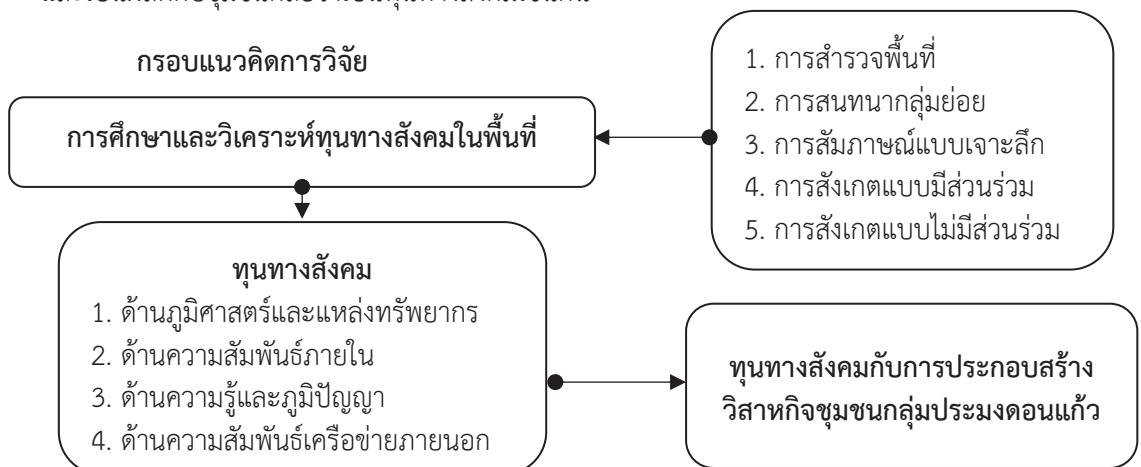 กรอบแนวคิดการวิจัย
การศึกษาและวิเคราะห์ทุนทางสังคมในพื้นที่
1. การสำรวจพื้นที่
2. การสนทนากลุ่มย่อย
3. การสัมภาษณ์แบบเจาะลึก
4. การสังเกตแบบมีส่วนร่วม
5. การสังเกตแบบไม่มีส่วนร่วม
ทุนทางสังคม
1. ด้านภูมิศาสตร์และแหล่งทรัพยากร
2. ด้านความสัมพันธ์ภายใน
3. ด้านความรู้และภูมิปัญญา
4. ด้านความสัมพันธ์เครือข่ายภายนอก
ทุนทางสังคมกับการประกอบสร้าง
วิสาหกิจชุมชนกลุ่มประมงดอนแก้ว